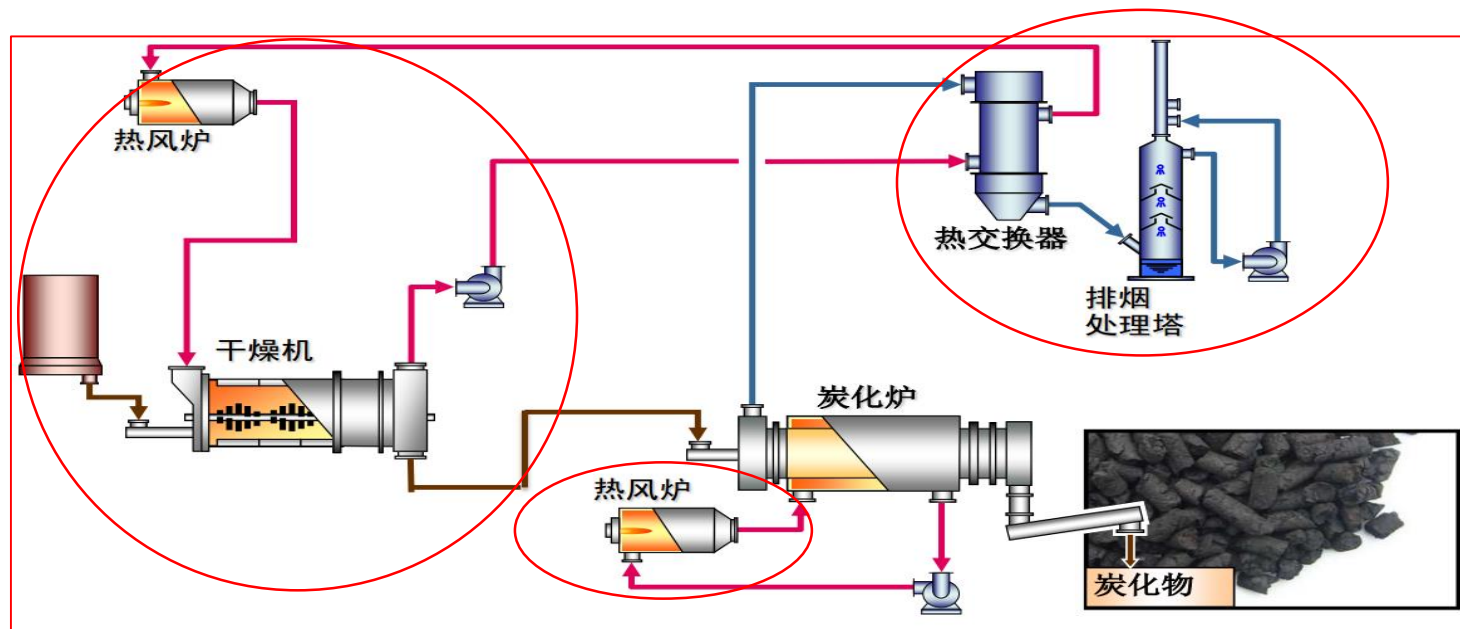 热风炉
热交换器
排烟
处理塔
干燥机
炭化炉
热风炉
炭化物